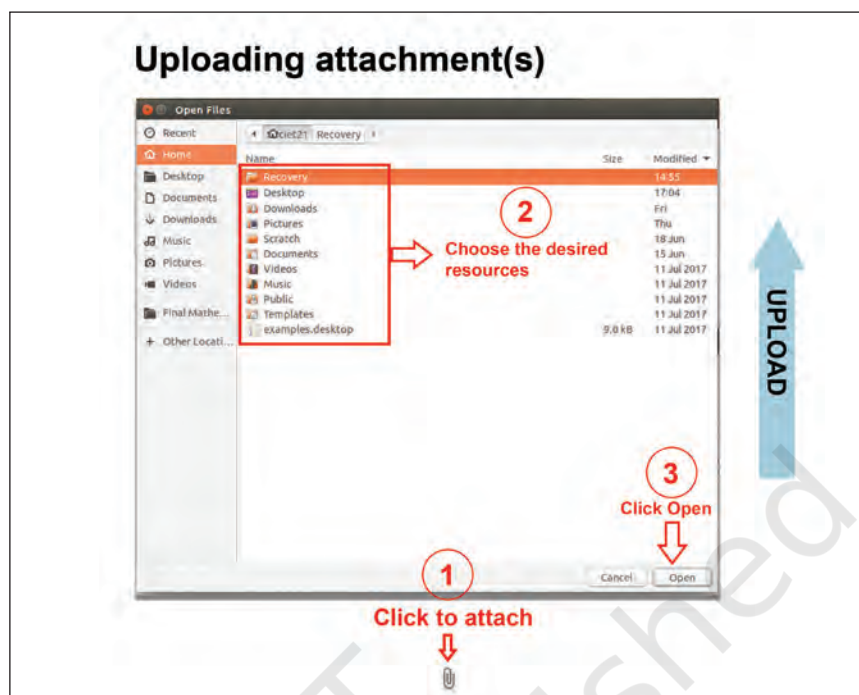 Uploading attachment(s)
Open Files
Recent
Home
Desktop
Documents
Downloads
Music
Pictures
Videos
Final Mathe...
+ Other Locati...
ciet21 Recovery
Name Size Modified
Recovery 14:55
Desktop 17:04
Downloads Fri
Pictures Thu
Scratch 18 Jun
Documents 15 Jun
Videos 11 Jul 2017
Music 11 Jul 2017
Public 11 Jul 2017
Templates 11 Jul 2017
examples.desktop 9.0 kB 11 Jul 2017
2
Choose the desired
resources
UPLOAD
3
Click Open
Cancel Open
1
Click to attach